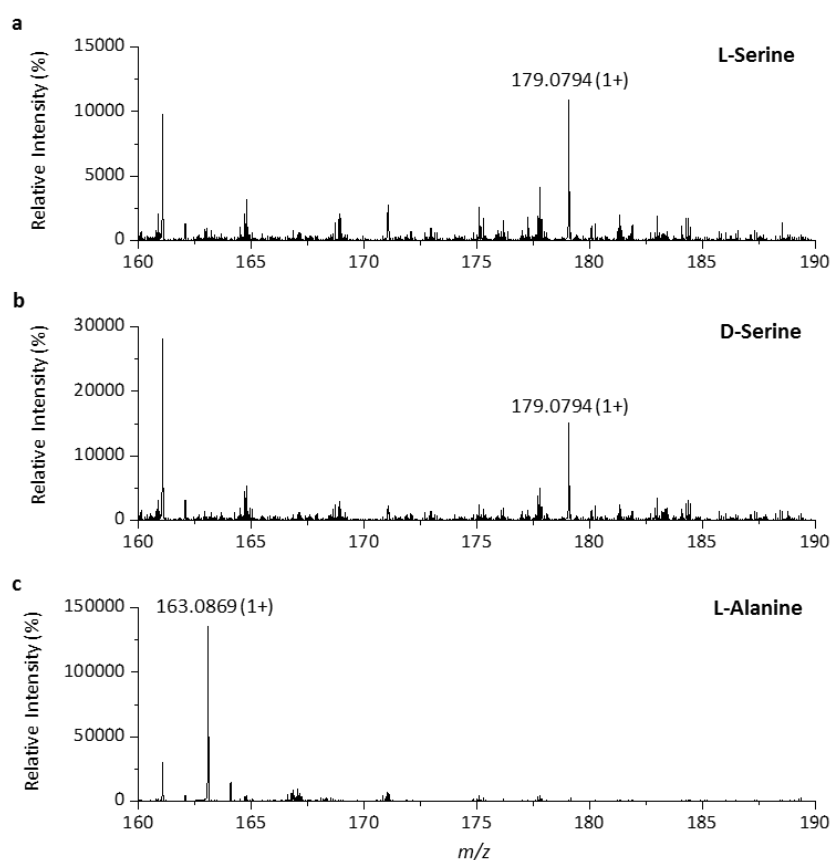 a
L-Serine
15000
10000
5000
0
Relative Intensity (%)
179.0794 (1+)
160 165 170 175 180 185 190
b
D-Serine
30000
20000
10000
0
Relative Intensity (%)
179.0794 (1+)
160 165 170 175 180 185 190
c
L-Alanine
150000
100000
50000
0
Relative Intensity (%)
163.0869 (1+)
160 165 170 175 180 185 190
m/z